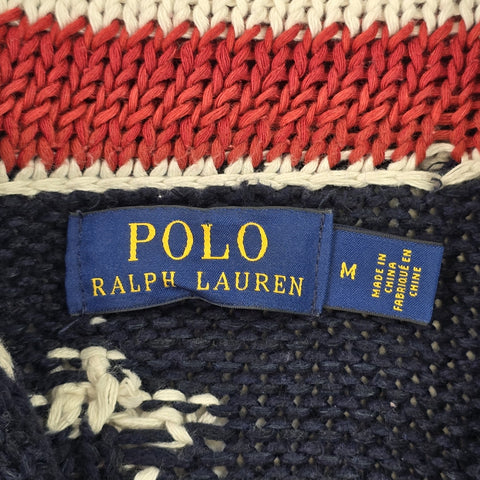 POLO
RALPH LAUREN
M
MADE IN
CHINA
FABRIQUÉ EN
CHINE